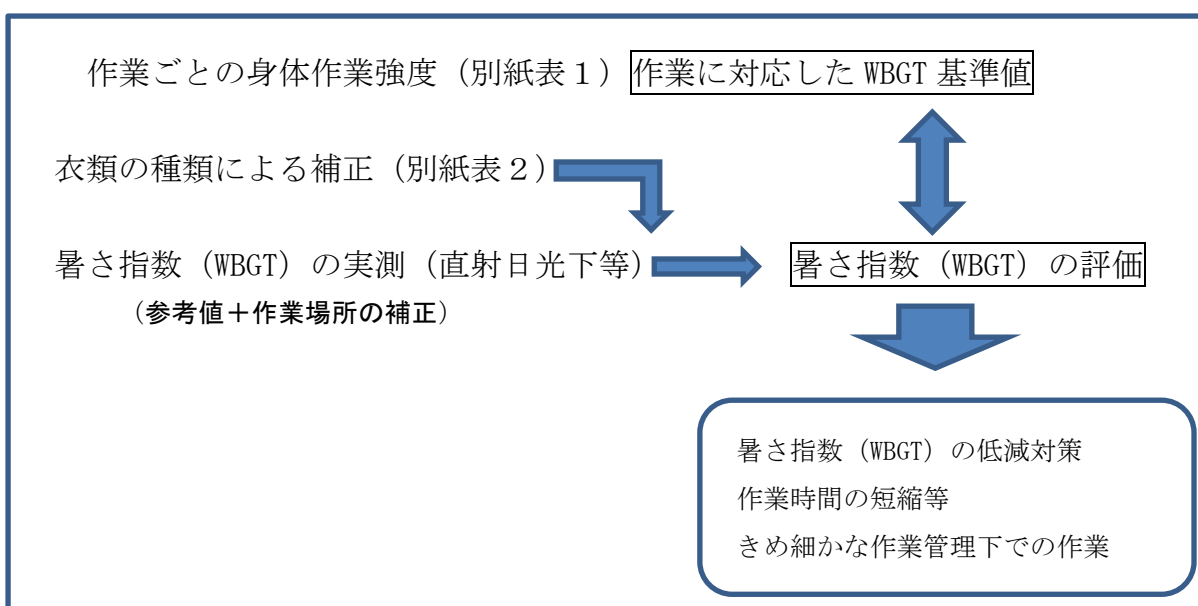 作業ごとの身体作業強度（別紙表１）作業に対応した WBGT 基準値
衣類の種類による補正（別紙表２）
暑さ指数（WBGT）の実測（直射日光下等）
暑さ指数（WBGT）の評価
（参考値＋作業場所の補正）
暑さ指数（WBGT）の低減対策
作業時間の短縮等
きめ細かな作業管理下での作業